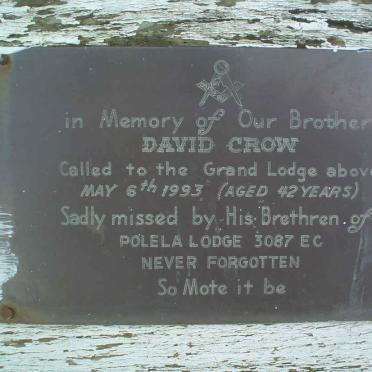 in Memory of Our Brother
DAVID CROW
Called to the Grand Lodge above
MAY 6th 1993 (AGED 42 YEARS)
Sadly missed by His Brethren of
POLELA LODGE 3087 EC
NEVER FORGOTTEN
So Mote it be